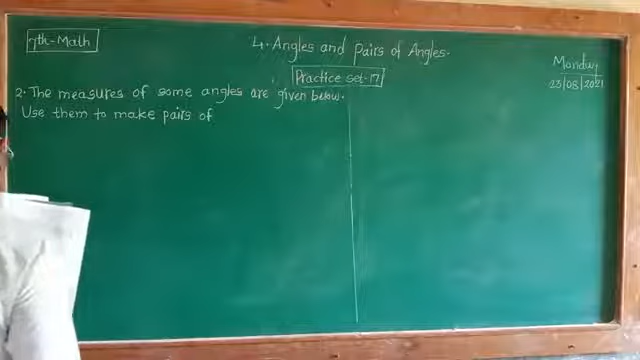 7th-Math
4. Angles and Pairs of Angles.
Practice Set-17
Monday
23/08/2021
2. The measures of some angles are given below.
Use them to make pairs of